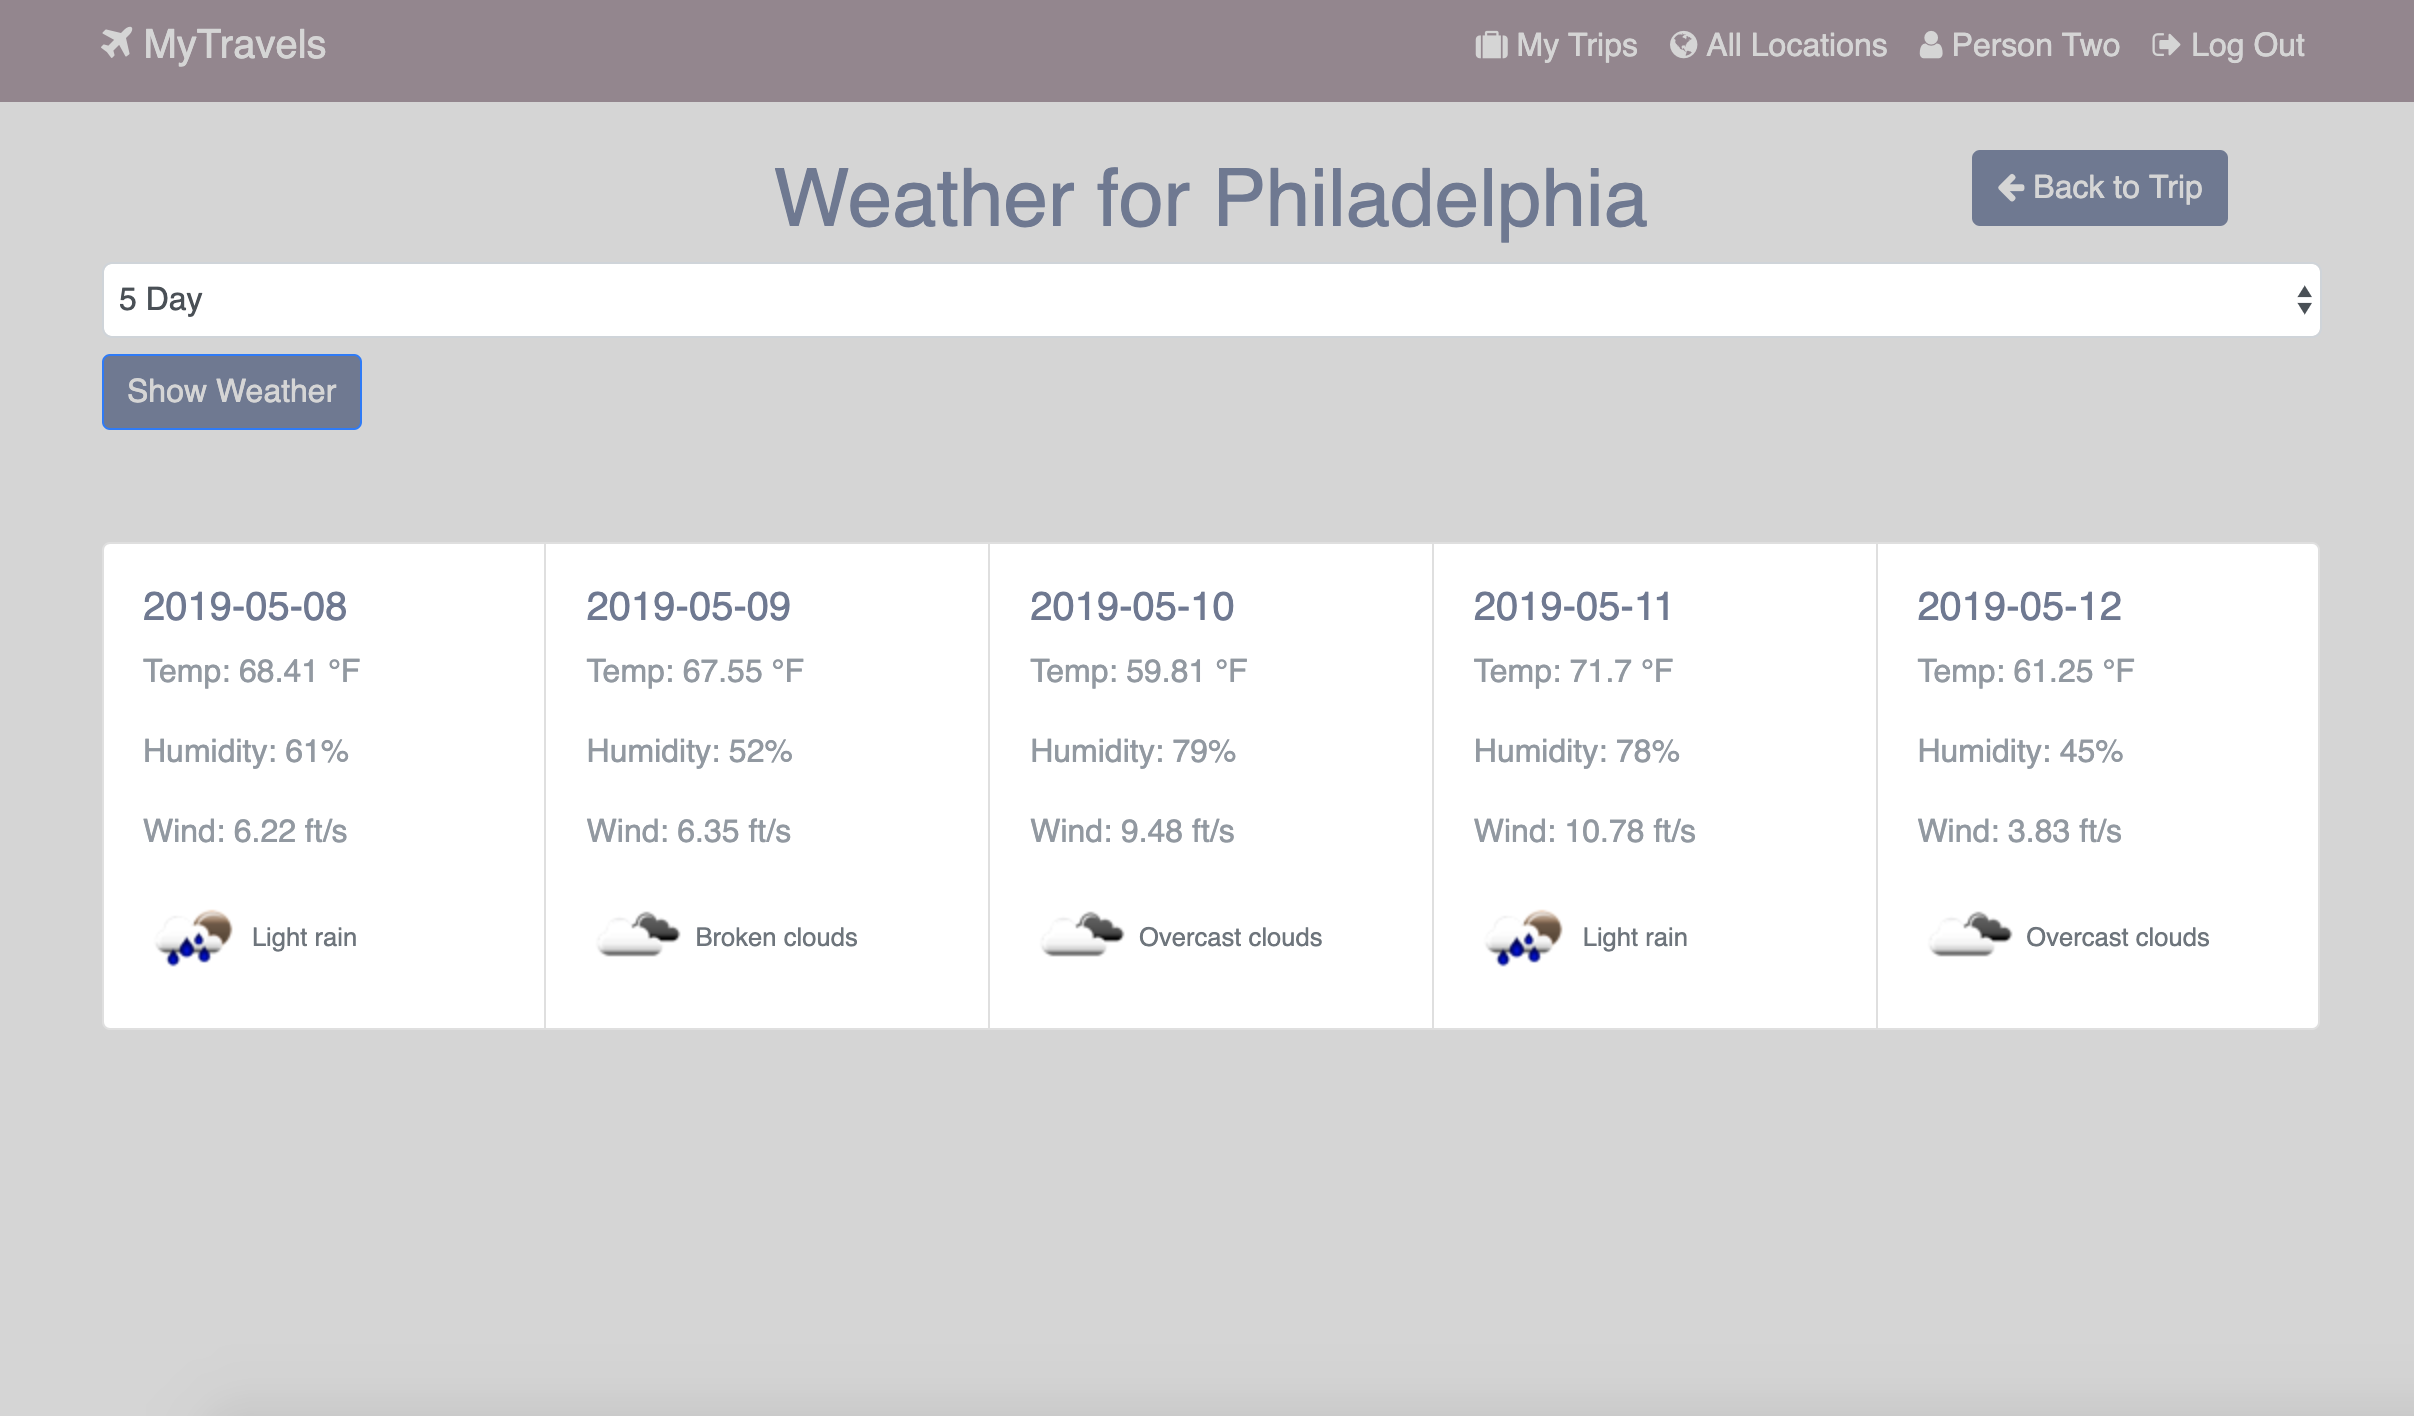 MyTravels
My Trips
All Locations
Person Two
Log Out
Weather for Philadelphia
Back to Trip
5 Day
Show Weather
2019-05-08
Temp: 68.41 °F
Humidity: 61%
Wind: 6.22 ft/s
Light rain
2019-05-09
Temp: 67.55 °F
Humidity: 52%
Wind: 6.35 ft/s
Broken clouds
2019-05-10
Temp: 59.81 °F
Humidity: 79%
Wind: 9.48 ft/s
Overcast clouds
2019-05-11
Temp: 71.7 °F
Humidity: 78%
Wind: 10.78 ft/s
Light rain
2019-05-12
Temp: 61.25 °F
Humidity: 45%
Wind: 3.83 ft/s
Overcast clouds